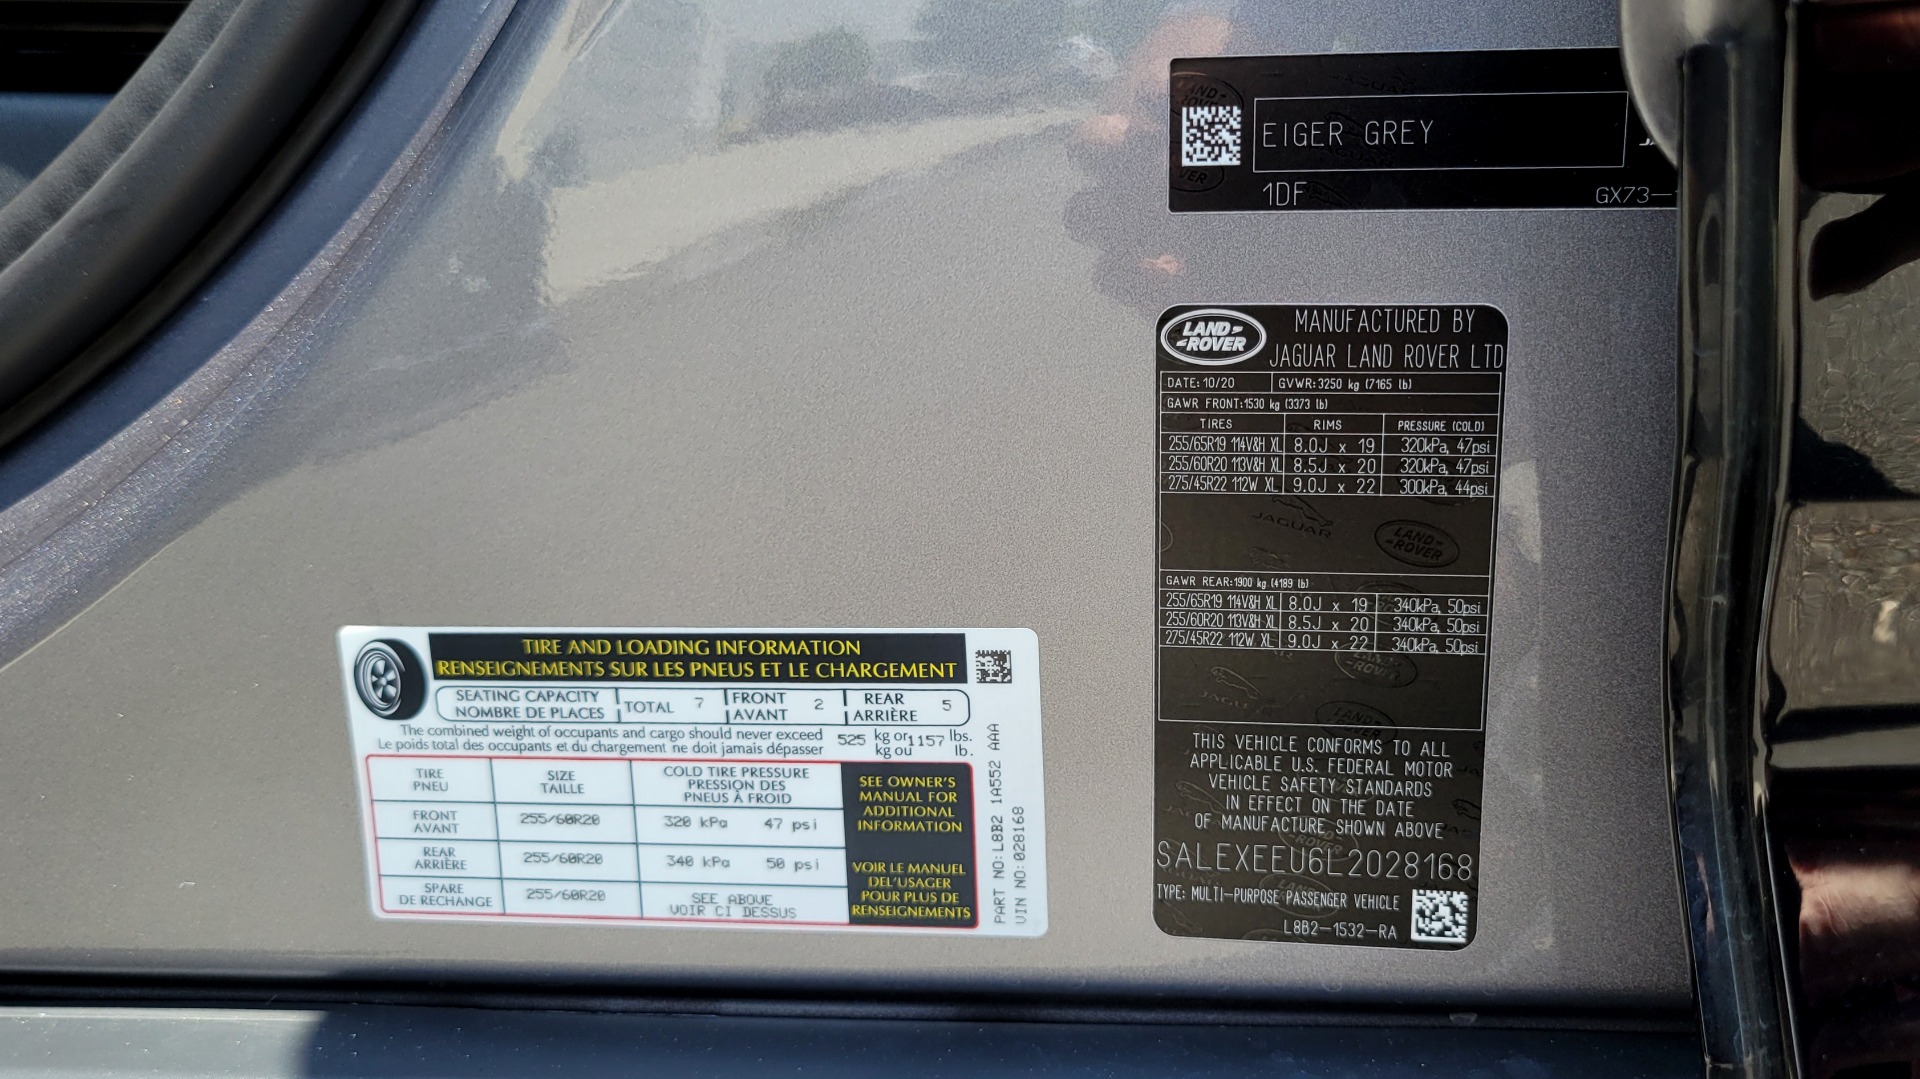 EIGER GREY
1DF
GX73-
LAND-
-ROVER
MANUFACTURED BY
JAGUAR LAND ROVER LTD
DATE: 10/20 GVWR: 3250 kg (7165 lb)
GAWR FRONT: 1530 kg (3373 lb)
TIRES RIMS PRESSURE (COLD)
255/65R19 114V&H XL 8.0J x 19 320kPa, 47psi
255/60R20 113V&H XL 8.5J x 20 320kPa, 47psi
275/45R22 112W XL 9.0J x 22 300kPa, 44psi
JAGUAR
LAND-
-ROVER
GAWR REAR: 1900 kg (4189 lb)
255/65R19 114V&H XL 8.0J x 19 340kPa, 50psi
255/60R20 113V&H XL 8.5J x 20 340kPa, 50psi
275/45R22 112W XL 9.0J x 22 340kPa, 50psi
THIS VEHICLE CONFORMS TO ALL
APPLICABLE U.S. FEDERAL MOTOR
VEHICLE SAFETY STANDARDS
IN EFFECT ON THE DATE
OF MANUFACTURE SHOWN ABOVE
SALEXEEU6L2028168
TYPE: MULTI-PURPOSE PASSENGER VEHICLE
L8B2-1532-RA
TIRE AND LOADING INFORMATION
RENSEIGNEMENTS SUR LES PNEUS ET LE CHARGEMENT
SEATING CAPACITY
NOMBRE DE PLACES
TOTAL 7
FRONT
AVANT
2
REAR
ARRIÈRE
5
The combined weight of occupants and cargo should never exceed
Le poids total des occupants et du chargement ne doit jamais dépasser
525 kg or 1157 lbs.
kg ou lb.
TIRE
PNEU
SIZE
TAILLE
COLD TIRE PRESSURE
PRESSION DES
PNEUS À FROID
FRONT
AVANT
255/60R20 320 kPa 47 psi
REAR
ARRIÈRE
255/60R20 340 kPa 50 psi
SPARE
DE RECHANGE
255/60R20
SEE ABOVE
VOIR CI DESSUS
SEE OWNER'S
MANUAL FOR
ADDITIONAL
INFORMATION
VOIR LE MANUEL
DEL'USAGER
POUR PLUS DE
RENSEIGNEMENTS
PART NO: L8B2 1A552 AAA
VIN NO: 028168